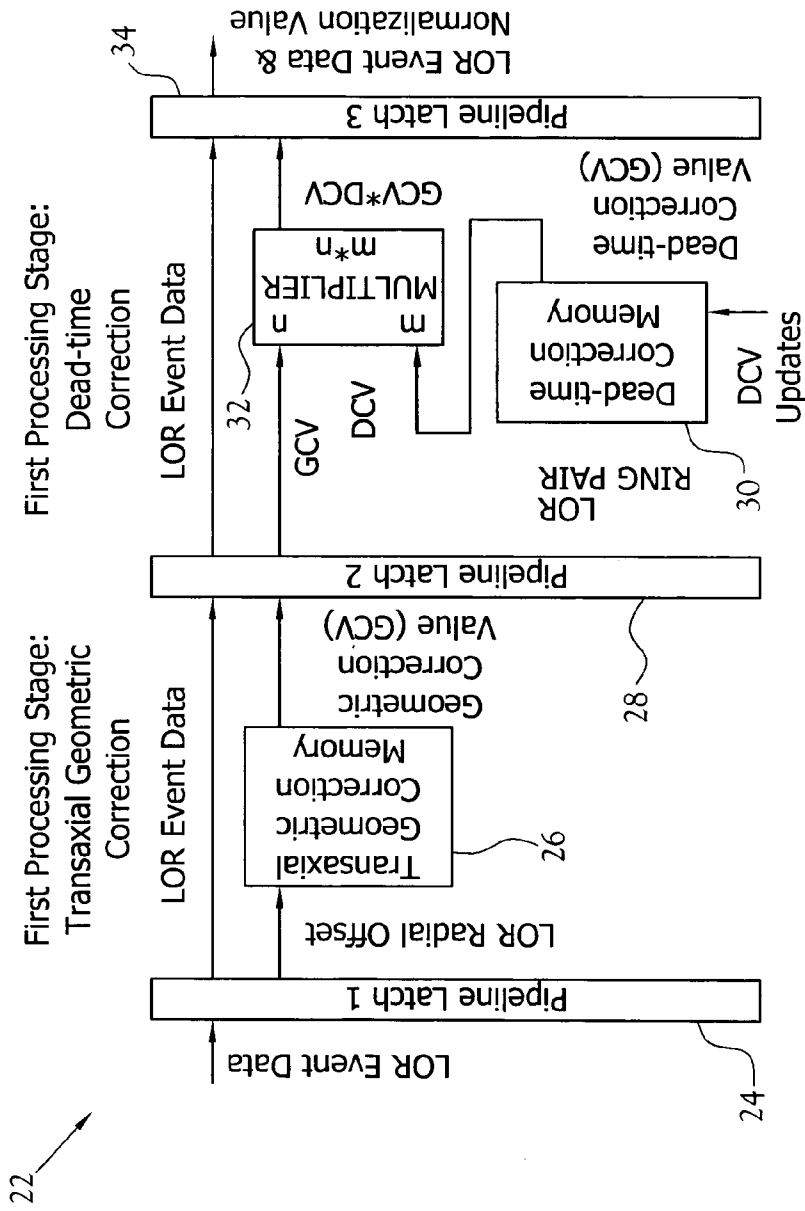 22
First Processing Stage:
Transaxial Geometric
Correction
First Processing Stage:
Dead-time
Correction
LOR Event Data
24
Pipeline Latch 1
LOR Event Data
LOR Radial Offset
Transaxial
Geometric
Correction
Memory
26
Geometric
Correction
Value (GCV)
28
Pipeline Latch 2
LOR Event Data
GCV
DCV
32
n
m
MULTIPLIER
m*n
GCV*DCV
LOR
RING PAIR
30
Dead-time
Correction
Memory
DCV
Updates
Dead-time
Correction
Value (GCV)
Pipeline Latch 3
34
LOR Event Data &
Normalization Value